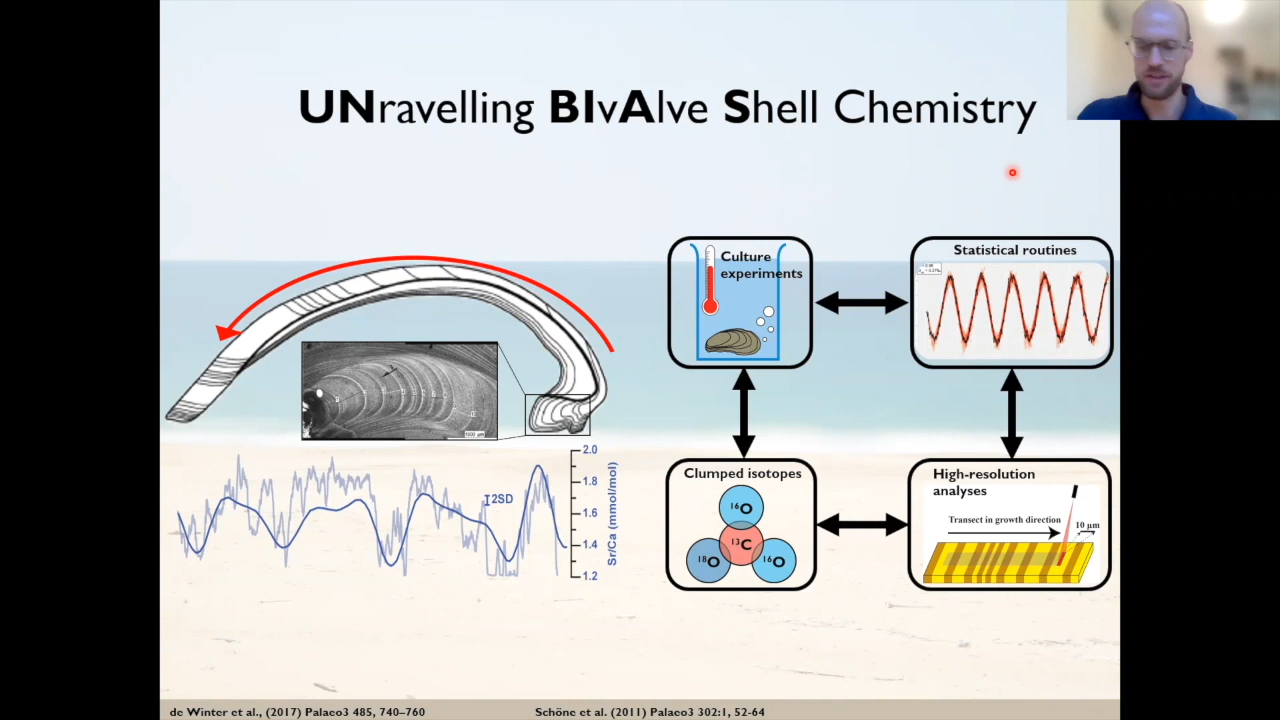 UNravelling BIvAlve Shell Chemistry
Culture
experiments
Statistical routines
2SD
2.0
1.8
1.6
1.4
1.2
Sr/Ca (mmol/mol)
Clumped isotopes
¹⁶O
¹³C
¹⁸O
¹⁶O
High-resolution
analyses
Transect in growth direction
10 µm
de Winter et al., (2017) Palaeo3 485, 740–760
Schöne et al. (2011) Palaeo3 302:1, 52-64